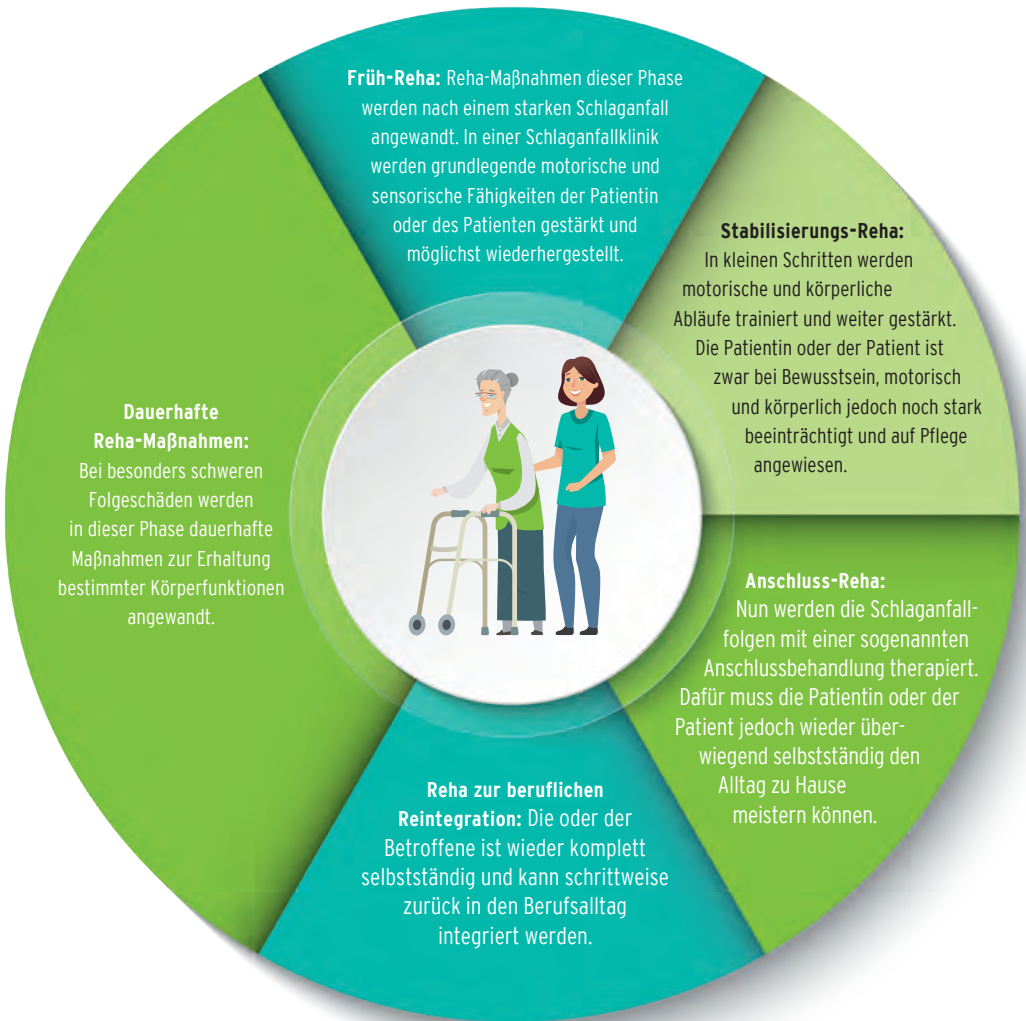 Früh-Reha: Reha-Maßnahmen dieser Phase
werden nach einem starken Schlaganfall
angewandt. In einer Schlaganfallklinik
werden grundlegende motorische und
sensorische Fähigkeiten der Patientin
oder des Patienten gestärkt und
möglichst wiederhergestellt.
Stabilisierungs-Reha:
In kleinen Schritten werden
motorische und körperliche
Abläufe trainiert und weiter gestärkt.
Die Patientin oder der Patient ist
zwar bei Bewusstsein, motorisch
und körperlich jedoch noch stark
beeinträchtigt und auf Pflege
angewiesen.
Anschluss-Reha:
Nun werden die Schlaganfall-
folgen mit einer sogenannten
Anschlussbehandlung therapiert.
Dafür muss die Patientin oder der
Patient jedoch wieder über-
wiegend selbstständig den
Alltag zu Hause
meistern können.
Reha zur beruflichen
Reintegration: Die oder der
Betroffene ist wieder komplett
selbstständig und kann schrittweise
zurück in den Berufsalltag
integriert werden.
Dauerhafte
Reha-Maßnahmen:
Bei besonders schweren
Folgeschäden werden
in dieser Phase dauerhafte
Maßnahmen zur Erhaltung
bestimmter Körperfunktionen
angewandt.